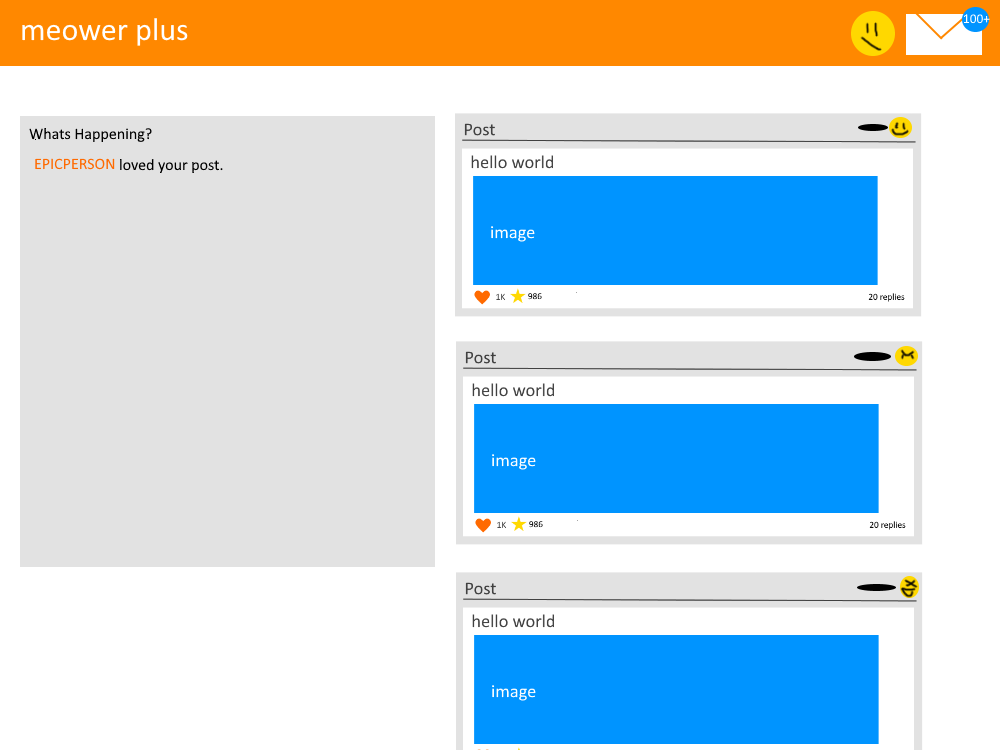 meower plus
100+
Whats Happening?
EPICPERSON loved your post.
Post
hello world
image
1K 986 20 replies
Post
hello world
image
1K 986 20 replies
Post
hello world
image